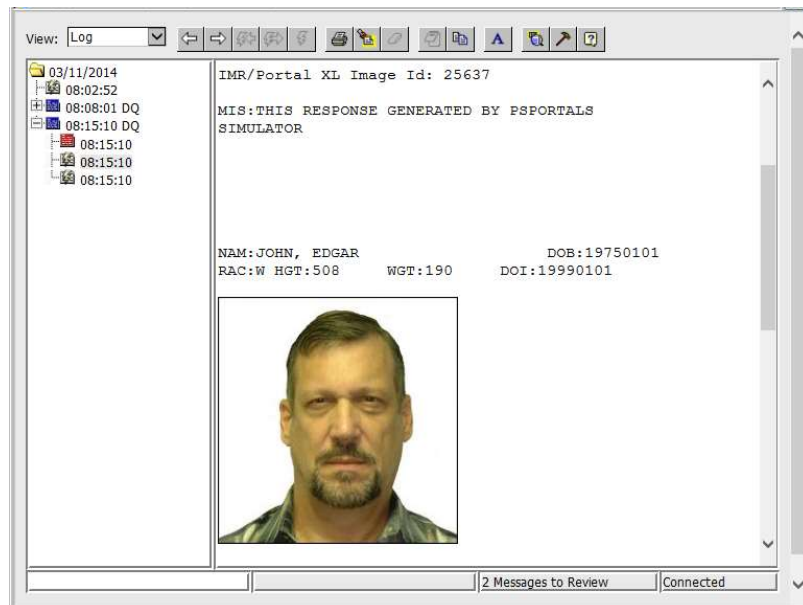 View: Log
A
03/11/2014
08:02:52
08:08:01 DQ
08:15:10 DQ
08:15:10
08:15:10
08:15:10
IMR/Portal XL Image Id: 25637
MIS:THIS RESPONSE GENERATED BY PSPORTALS
SIMULATOR
NAM:JOHN, EDGAR DOB:19750101
RAC:W HGT:508 WGT:190 DOI:19990101
2 Messages to Review Connected